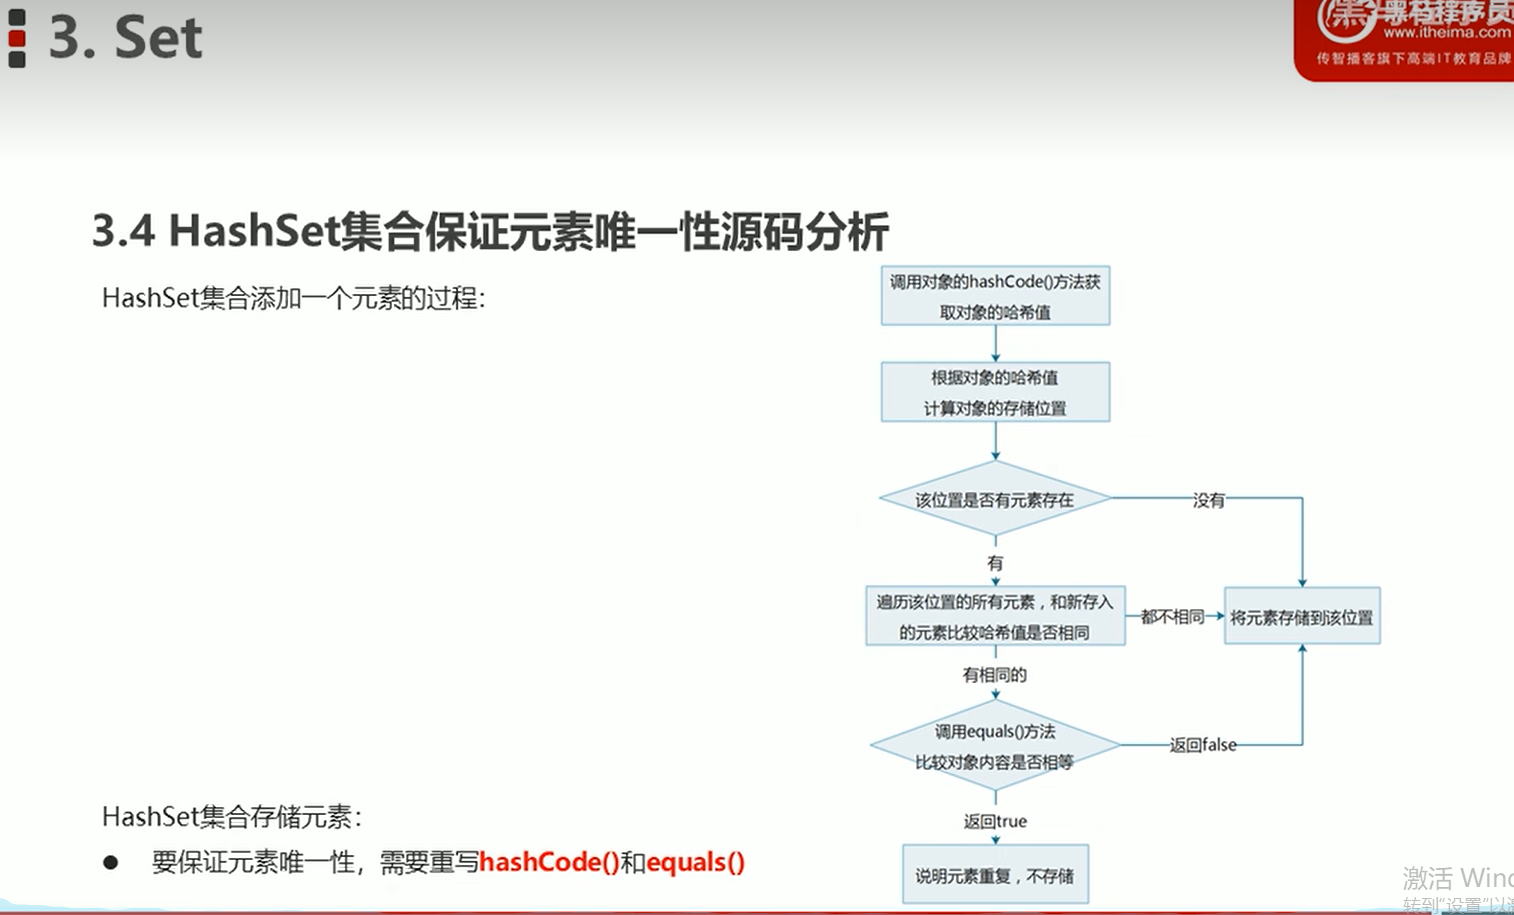 3. Set
黑马程序员
www.itheima.com
传智播客旗下高端IT教育品牌
3.4 HashSet集合保证元素唯一性源码分析
HashSet集合添加一个元素的过程：
调用对象的hashCode()方法获
取对象的哈希值
根据对象的哈希值
计算对象的存储位置
该位置是否有元素存在
没有
有
遍历该位置的所有元素，和新存入
的元素比较哈希值是否相同
都不相同
将元素存储到该位置
有相同的
调用equals()方法
比较对象内容是否相等
返回false
返回true
说明元素重复，不存储
HashSet集合存储元素：
● 要保证元素唯一性，需要重写hashCode()和equals()
激活 Wind
转到"设置"以